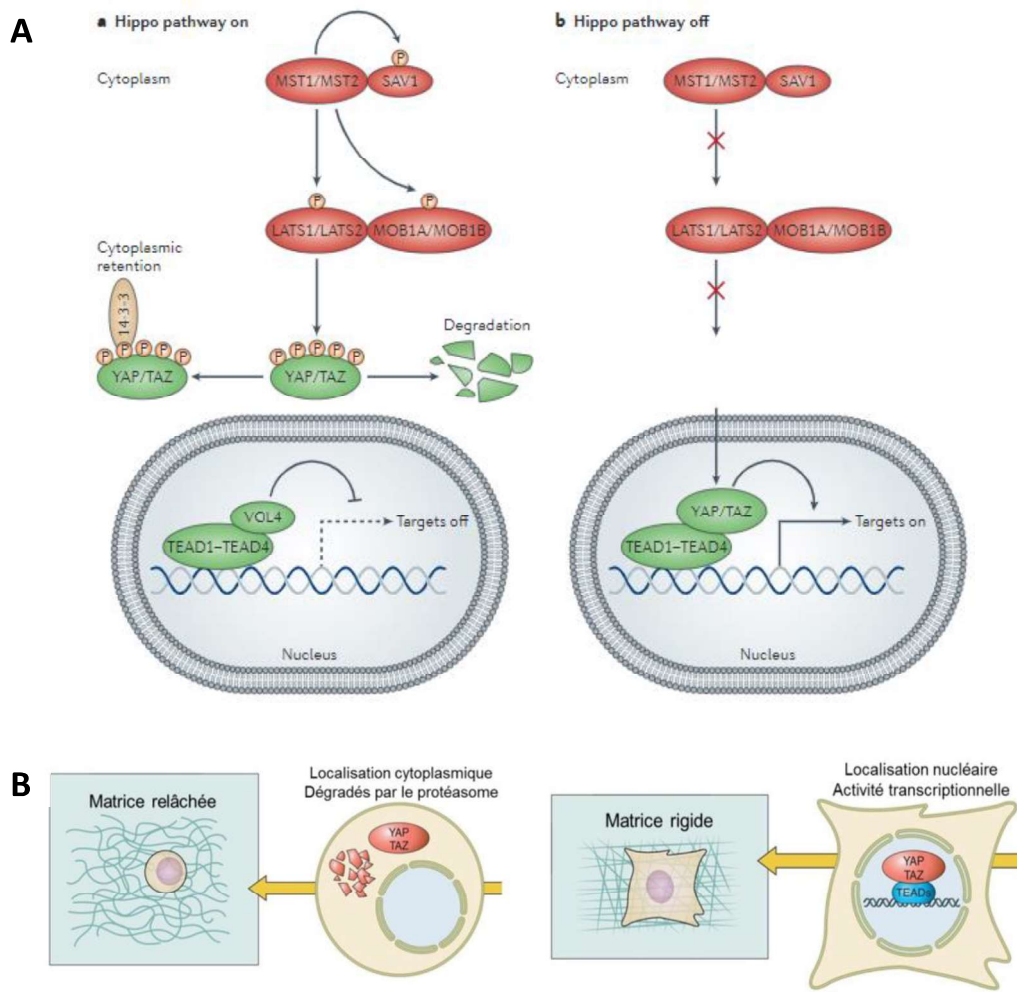 A
a Hippo pathway on
Cytoplasm
P
MST1/MST2
SAV1
P
P
LATS1/LATS2
MOB1A/MOB1B
Cytoplasmic
retention
14-3-3
Degradation
P P P P P
P P P P P
YAP/TAZ
YAP/TAZ
VOL4
TEAD1–TEAD4
Targets off
Nucleus
b Hippo pathway off
Cytoplasm
MST1/MST2
SAV1
LATS1/LATS2
MOB1A/MOB1B
YAP/TAZ
TEAD1–TEAD4
Targets on
Nucleus
B
Matrice relâchée
Localisation cytoplasmique
Dégradés par le protéasome
YAP
TAZ
Matrice rigide
Localisation nucléaire
Activité transcriptionnelle
YAP
TAZ
TEADs